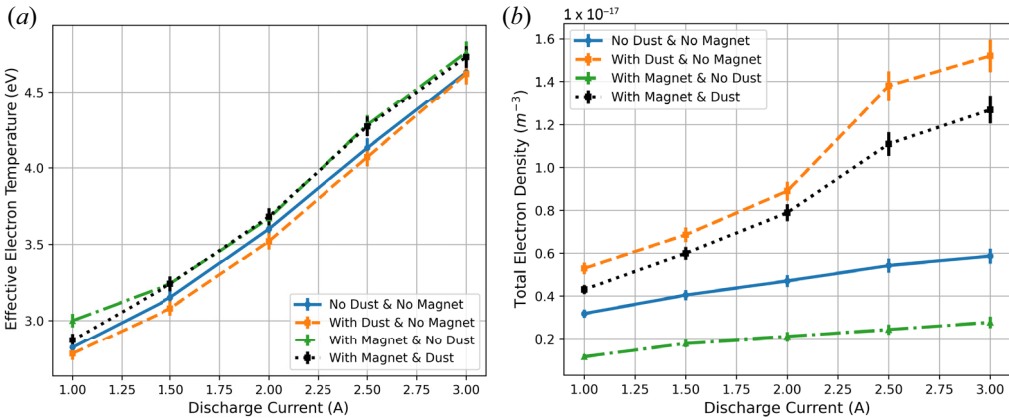 (a)
Effective Electron Temperature (eV)
4.5
4.0
3.5
3.0
No Dust & No Magnet
With Dust & No Magnet
With Magnet & No Dust
With Magnet & Dust
1.00 1.25 1.50 1.75 2.00 2.25 2.50 2.75 3.00
Discharge Current (A)
(b)
1 x 10⁻¹⁷
Total Electron Density (m⁻³)
1.6
1.4
1.2
1.0
0.8
0.6
0.4
0.2
No Dust & No Magnet
With Dust & No Magnet
With Magnet & No Dust
With Magnet & Dust
1.00 1.25 1.50 1.75 2.00 2.25 2.50 2.75 3.00
Discharge Current (A)